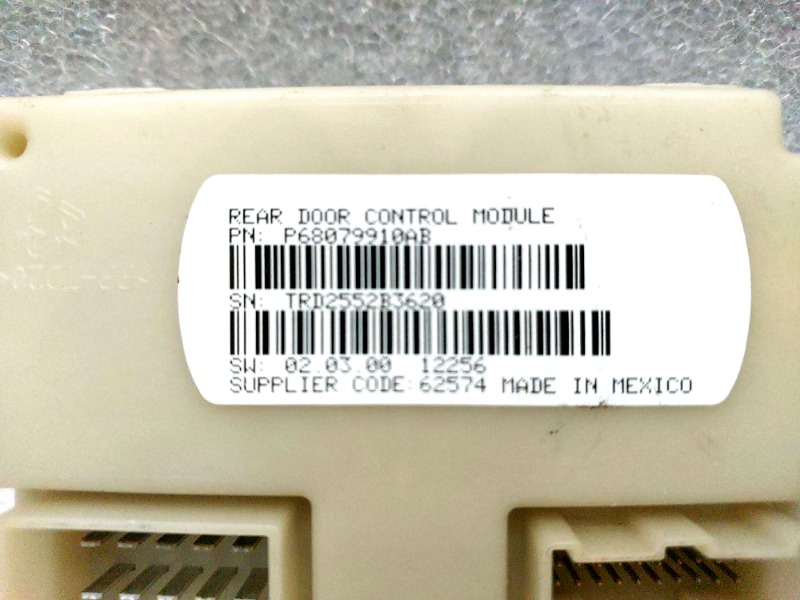 REAR DOOR CONTROL MODULE
PN: P68079910AB
SN: TRD2552B3620
SW: 02.03.00 12256
SUPPLIER CODE: 62574 MADE IN MEXICO